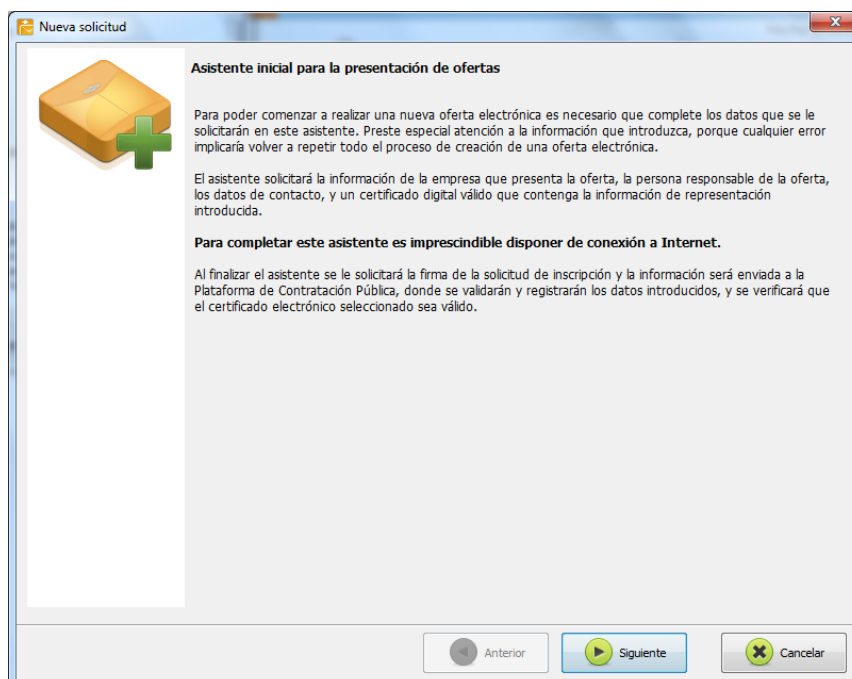 Nueva solicitud
Asistente inicial para la presentación de ofertas
Para poder comenzar a realizar una nueva oferta electrónica es necesario que complete los datos que se le
solicitarán en este asistente. Preste especial atención a la información que introduzca, porque cualquier error
implicaría volver a repetir todo el proceso de creación de una oferta electrónica.
El asistente solicitará la información de la empresa que presenta la oferta, la persona responsable de la oferta,
los datos de contacto, y un certificado digital válido que contenga la información de representación
introducida.
Para completar este asistente es imprescindible disponer de conexión a Internet.
Al finalizar el asistente se le solicitará la firma de la solicitud de inscripción y la información será enviada a la
Plataforma de Contratación Pública, donde se validarán y registrarán los datos introducidos, y se verificará que
el certificado electrónico seleccionado sea válido.
Anterior
Siguiente
Cancelar